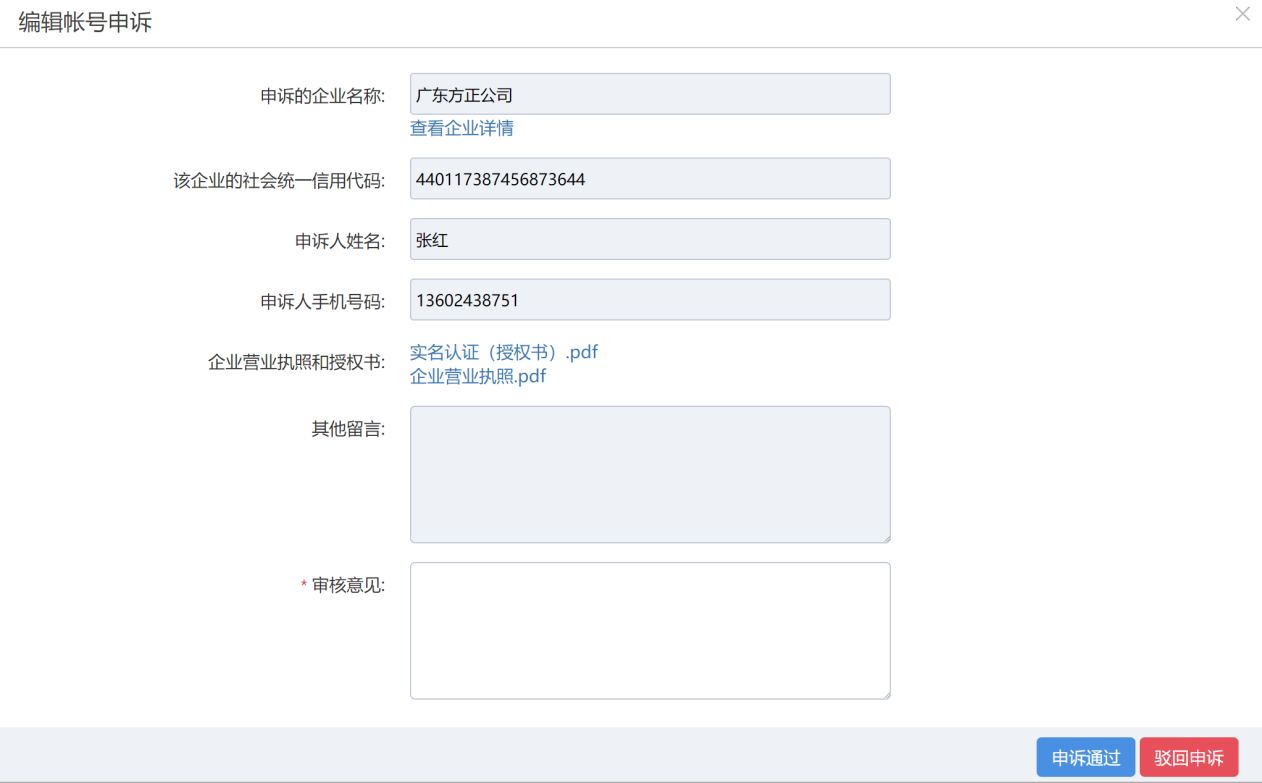 编辑帐号申诉
申诉的企业名称: 广东方正公司
查看企业详情
该企业的社会统一信用代码: 440117387456873644
申诉人姓名: 张红
申诉人手机号码: 13602438751
企业营业执照和授权书: 实名认证（授权书）.pdf
企业营业执照.pdf
其他留言:
* 审核意见:
申诉通过 驳回申诉